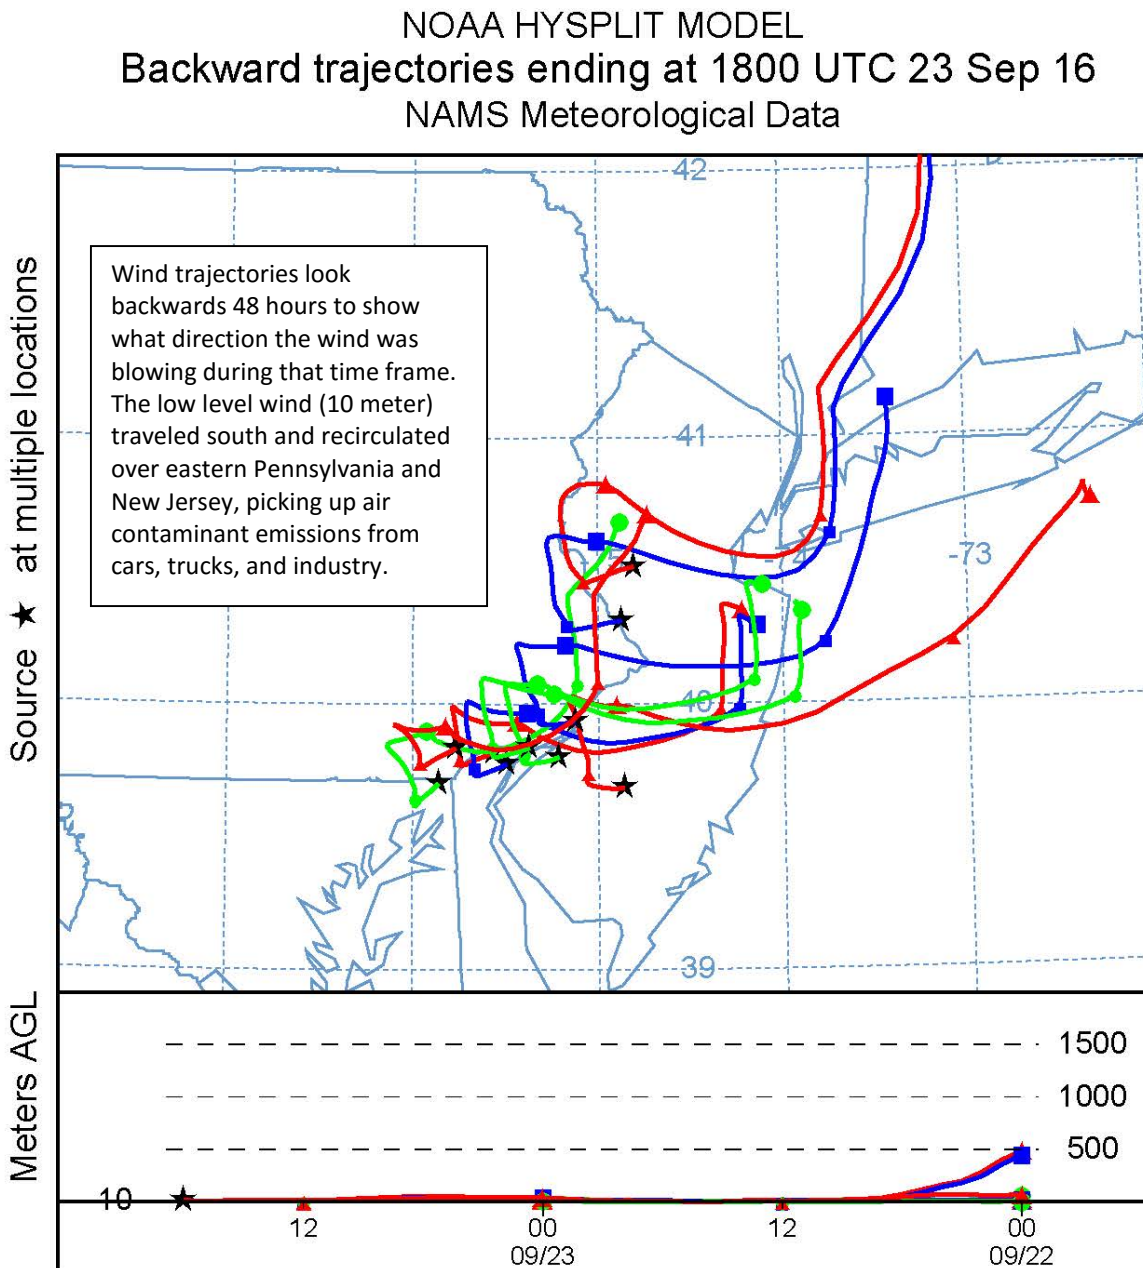 NOAA HYSPLIT MODEL
Backward trajectories ending at 1800 UTC 23 Sep 16
NAMS Meteorological Data
Source ★ at multiple locations
42
Wind trajectories look
backwards 48 hours to show
what direction the wind was
blowing during that time frame.
The low level wind (10 meter)
traveled south and recirculated
over eastern Pennsylvania and
New Jersey, picking up air
contaminant emissions from
cars, trucks, and industry.
41
-73
40
39
Meters AGL
1500
1000
500
10
12
00
12
00
09/23
09/22